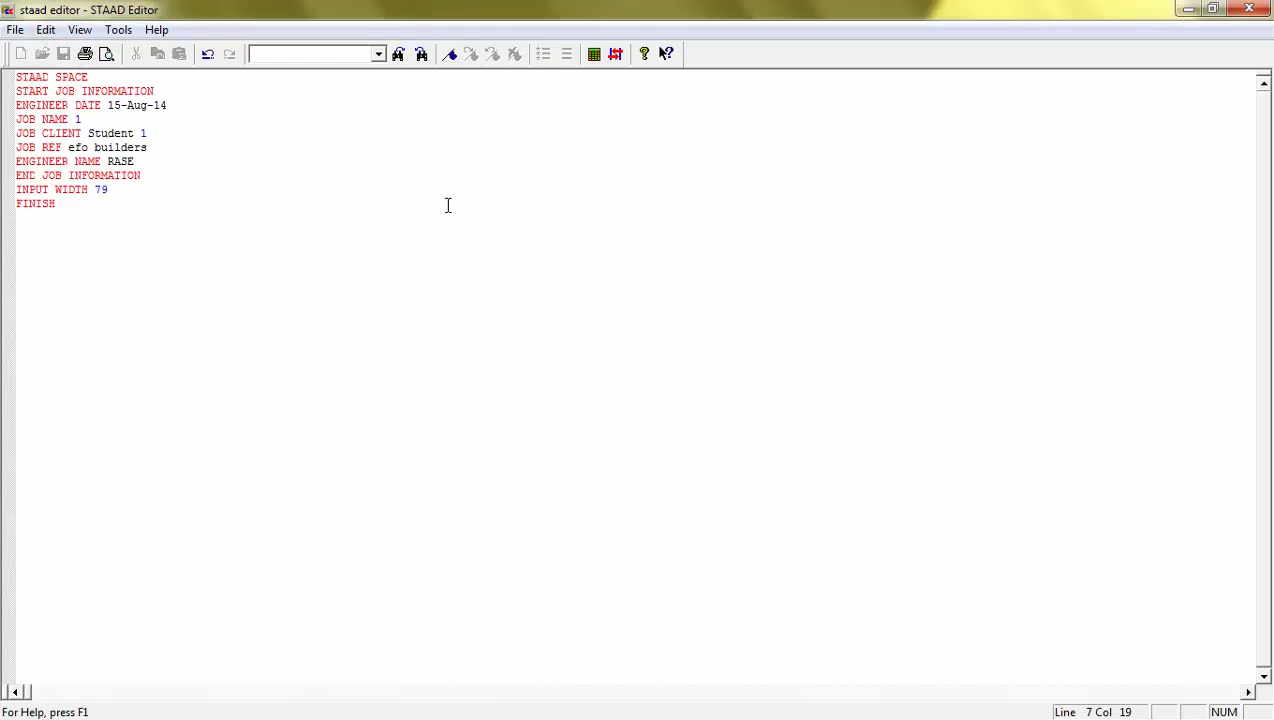 staad editor - STAAD Editor
File Edit View Tools Help
STAAD SPACE
START JOB INFORMATION
ENGINEER DATE 15-Aug-14
JOB NAME 1
JOB CLIENT Student 1
JOB REF efo builders
ENGINEER NAME RASE
END JOB INFORMATION
INPUT WIDTH 79
FINISH
For Help, press F1 Line 7 Col 19 NUM